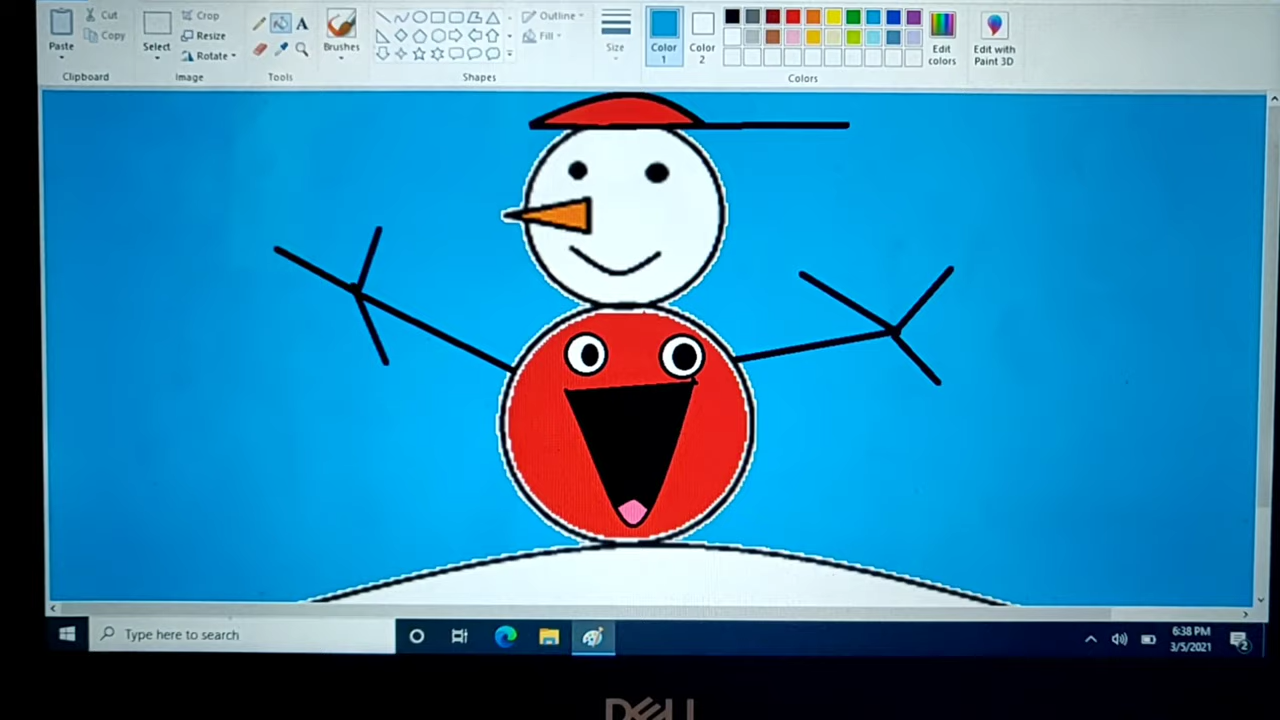 Paste
Cut
Copy
Clipboard
Select
Crop
Resize
Rotate
Image
A
Tools
Brushes
Shapes
Outline
Fill
Size
Color
1
Color
2
Colors
Edit
colors
Edit with
Paint 3D
Type here to search
6:38 PM
3/5/2021
2
DELL